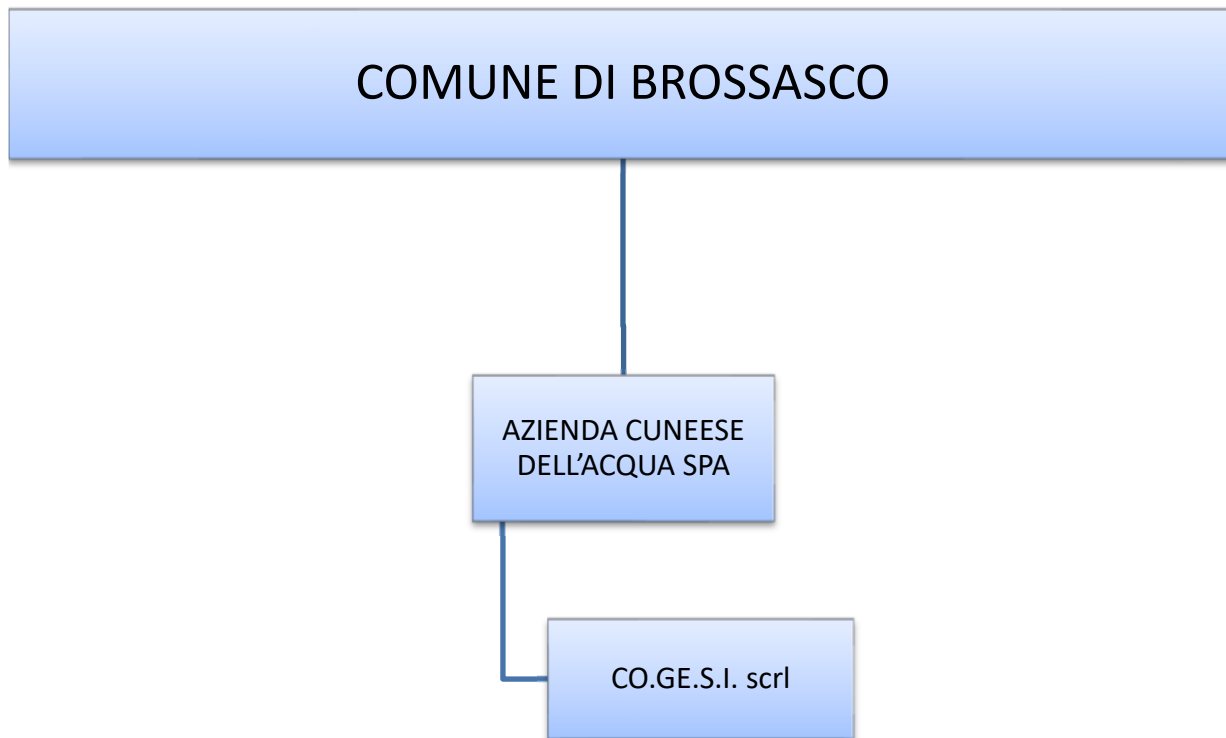 COMUNE DI BROSSASCO
AZIENDA CUNEESE
DELL’ACQUA SPA
CO.GE.S.I. scrl